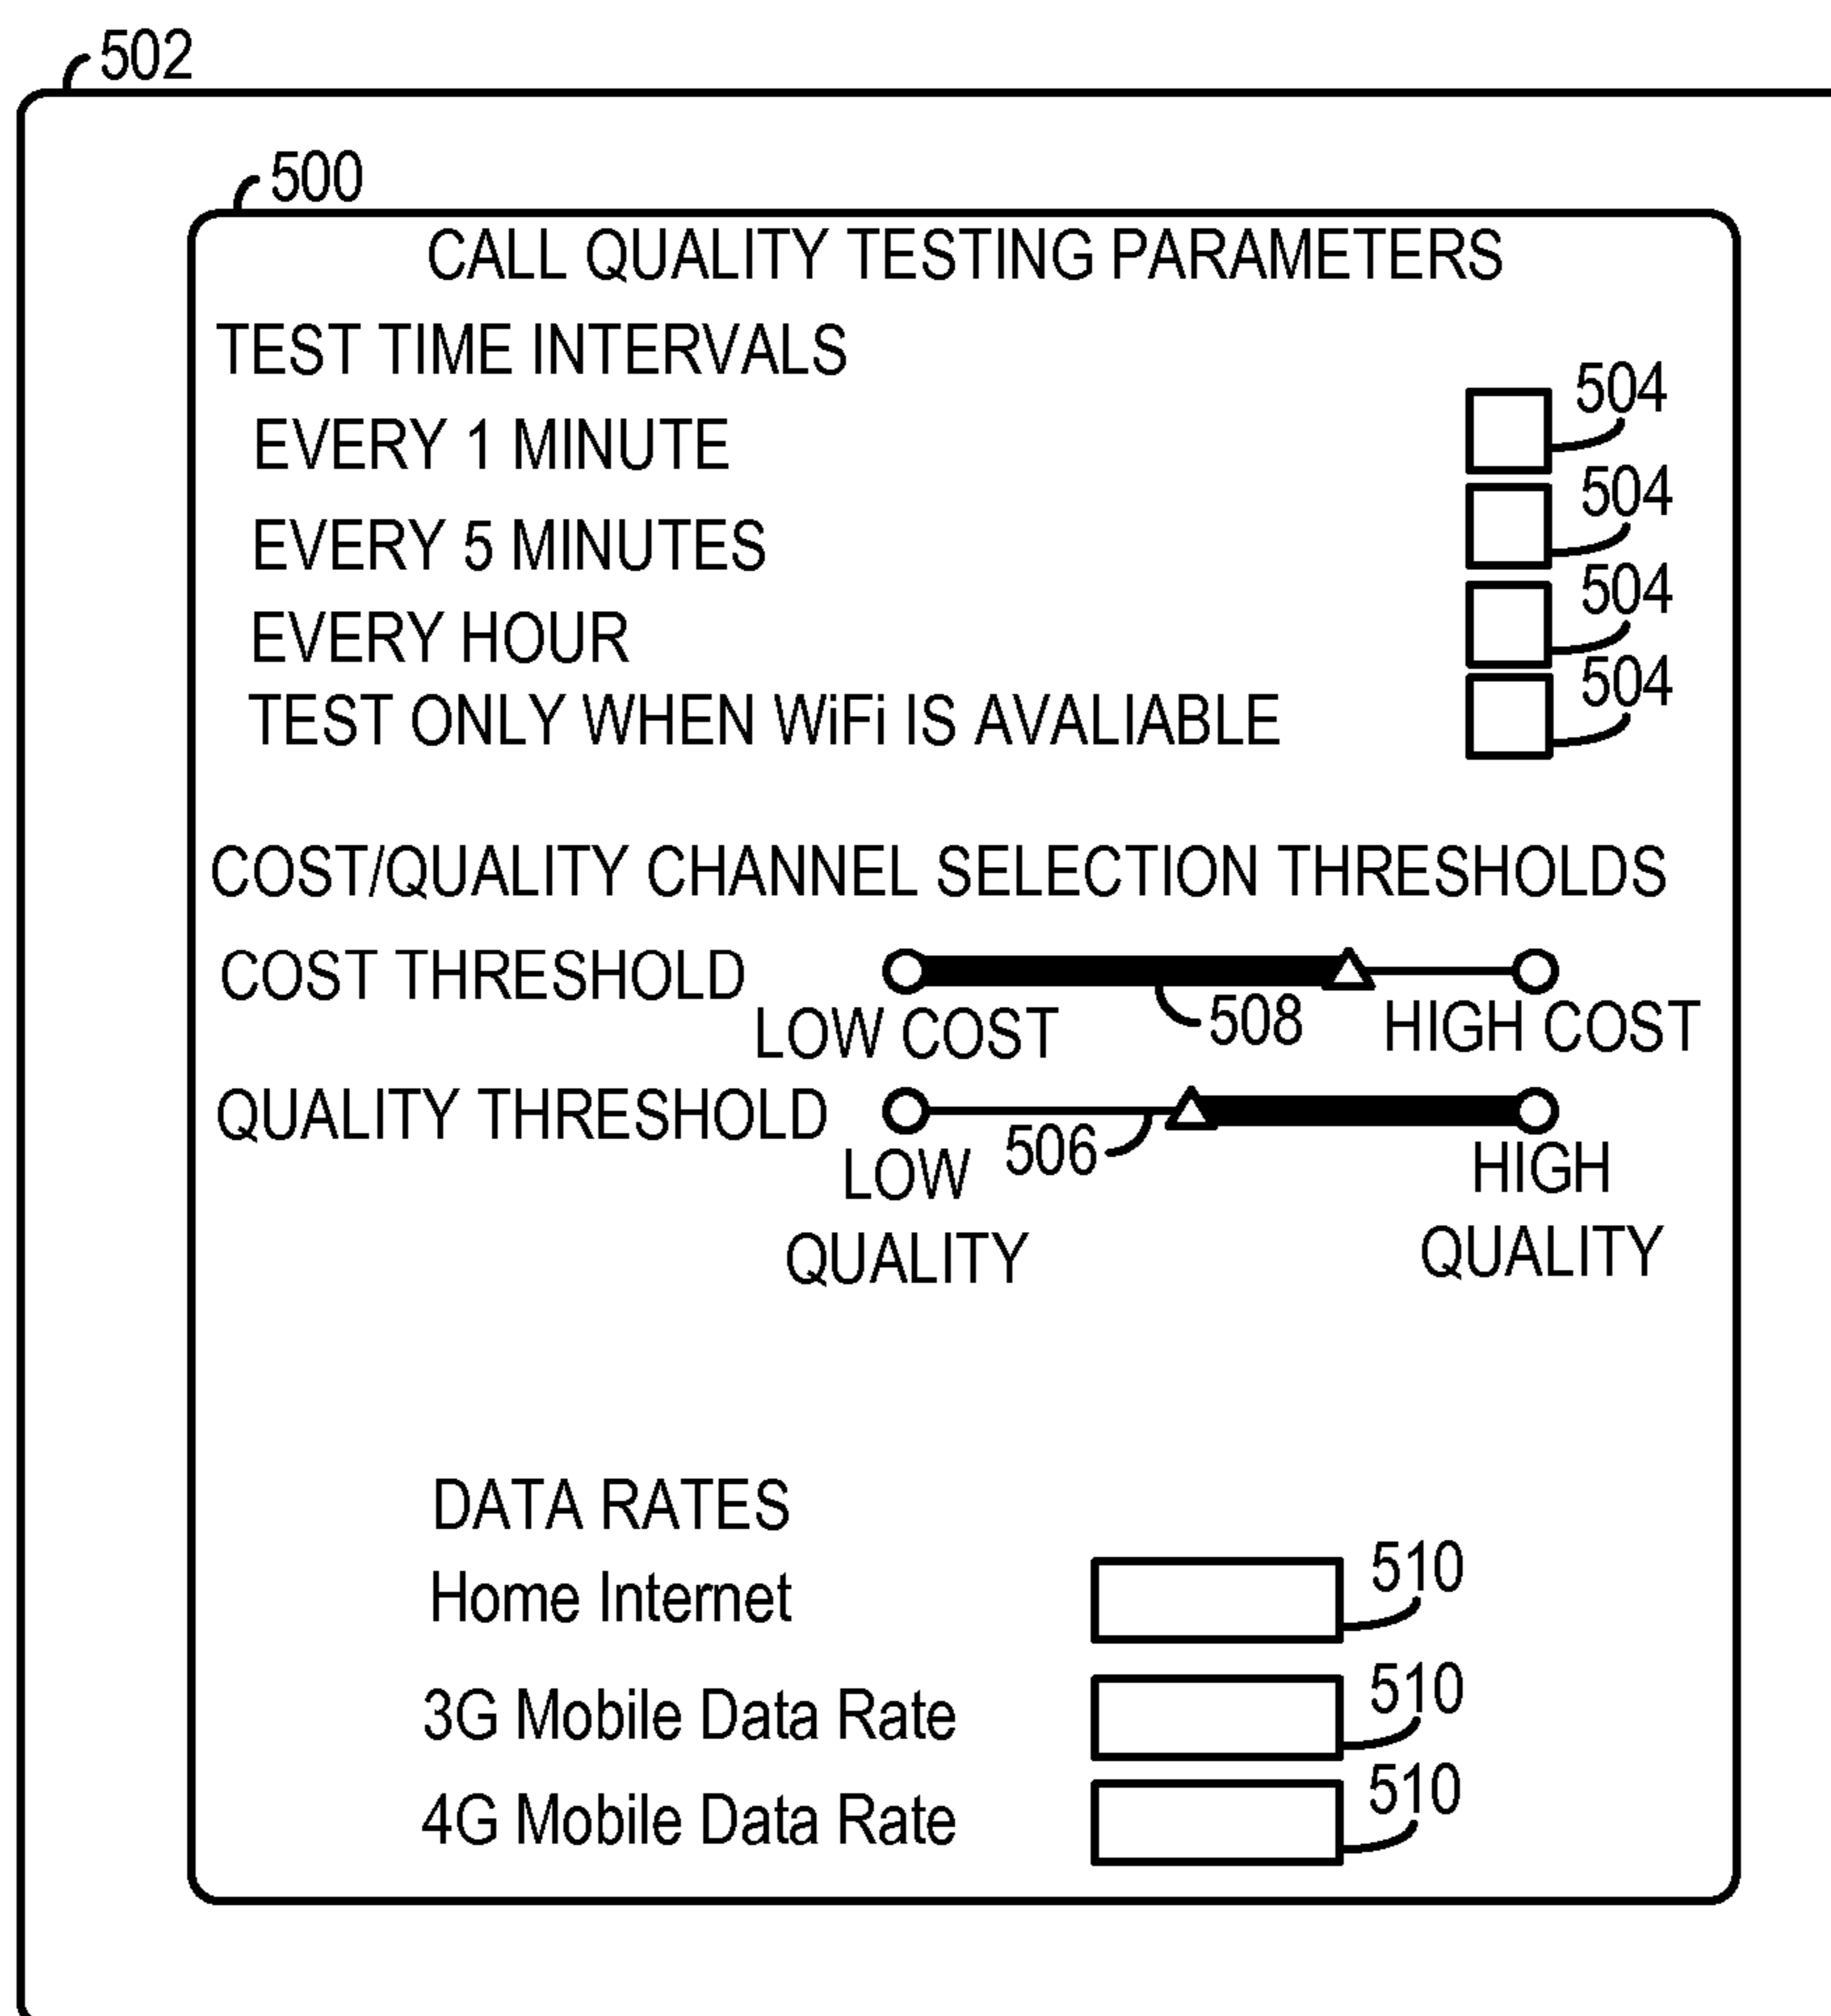 502
500
CALL QUALITY TESTING PARAMETERS
TEST TIME INTERVALS
EVERY 1 MINUTE 504
EVERY 5 MINUTES 504
EVERY HOUR 504
TEST ONLY WHEN WiFi IS AVALIABLE 504
COST/QUALITY CHANNEL SELECTION THRESHOLDS
COST THRESHOLD
LOW COST 508 HIGH COST
QUALITY THRESHOLD
LOW 506 HIGH
QUALITY QUALITY
DATA RATES
Home Internet 510
3G Mobile Data Rate 510
4G Mobile Data Rate 510